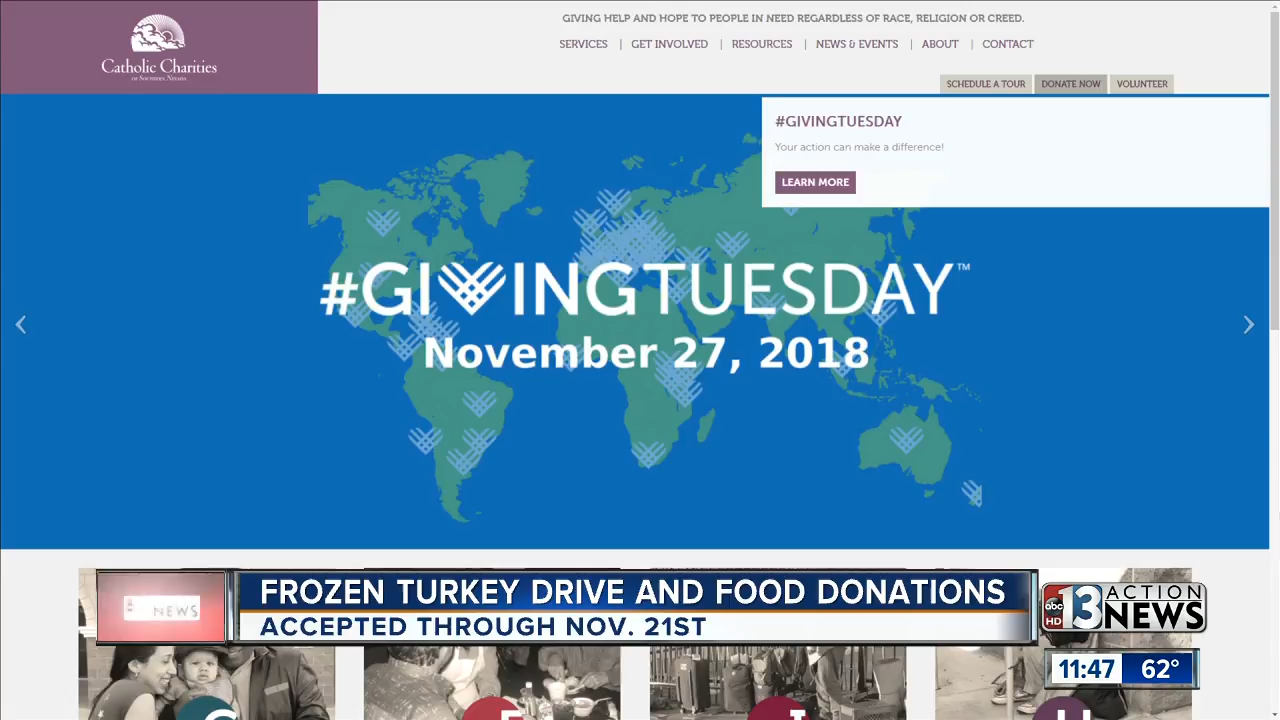 GIVING HELP AND HOPE TO PEOPLE IN NEED REGARDLESS OF RACE, RELIGION OR CREED.
Catholic Charities
OF SOUTHERN NEVADA
SERVICES | GET INVOLVED | RESOURCES | NEWS & EVENTS | ABOUT | CONTACT
SCHEDULE A TOUR DONATE NOW VOLUNTEER
#GIVINGTUESDAY
Your action can make a difference!
LEARN MORE
#GIVINGTUESDAY™
November 27, 2018
FROZEN TURKEY DRIVE AND FOOD DONATIONS
ACCEPTED THROUGH NOV. 21ST
NEWS
abc HD 13 ACTION NEWS
11:47 62°